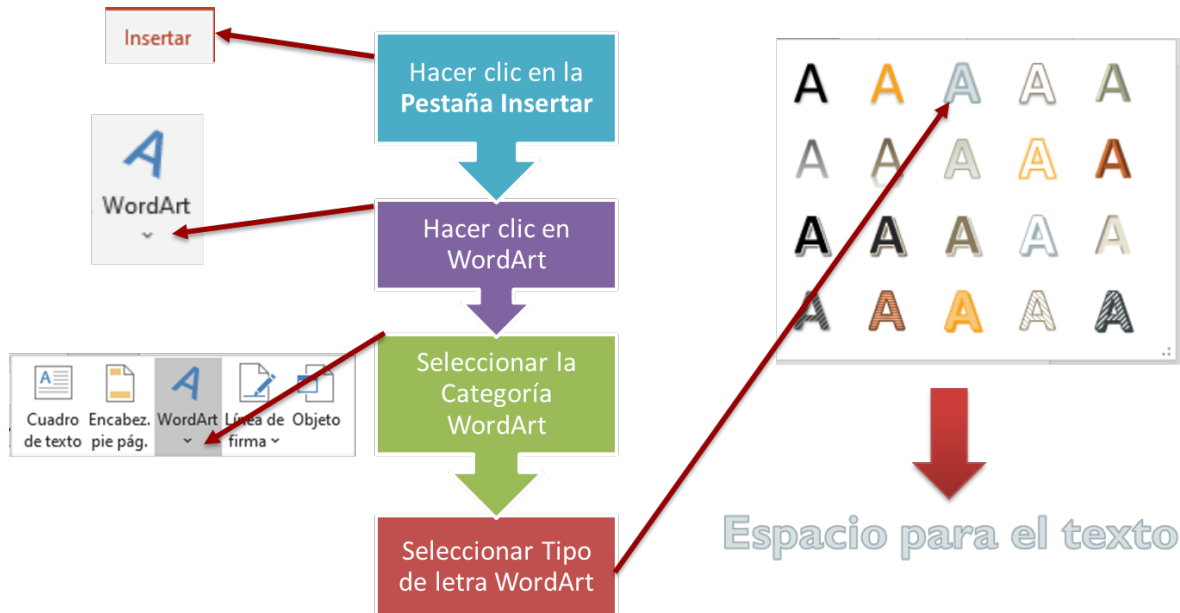 Insertar
Hacer clic en la
Pestaña Insertar
WordArt
Hacer clic en
WordArt
Seleccionar la
Categoría
WordArt
Cuadro Encabez. WordArt Línea de Objeto
de texto pie pág. firma
Seleccionar Tipo
de letra WordArt
A A A A A
A A A A A
A A A A A
A A A A A
Espacio para el texto